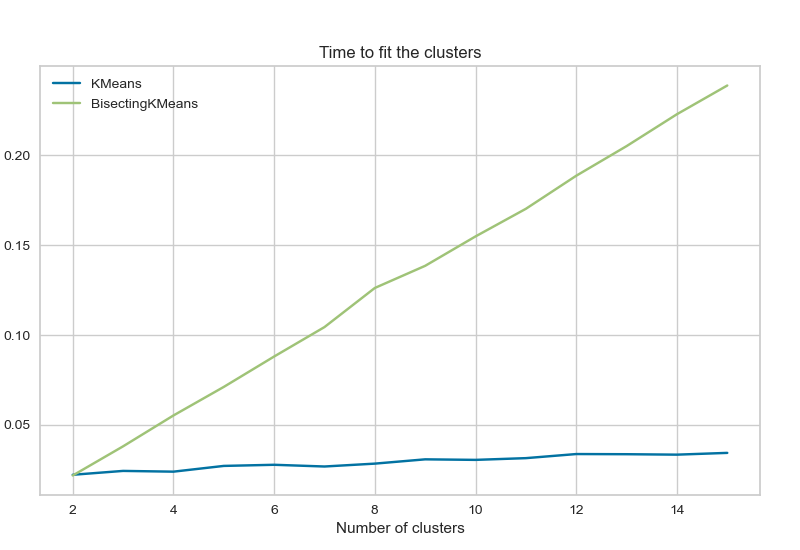 Time to fit the clusters
KMeans
BisectingKMeans
0.20
0.15
0.10
0.05
2 4 6 8 10 12 14
Number of clusters